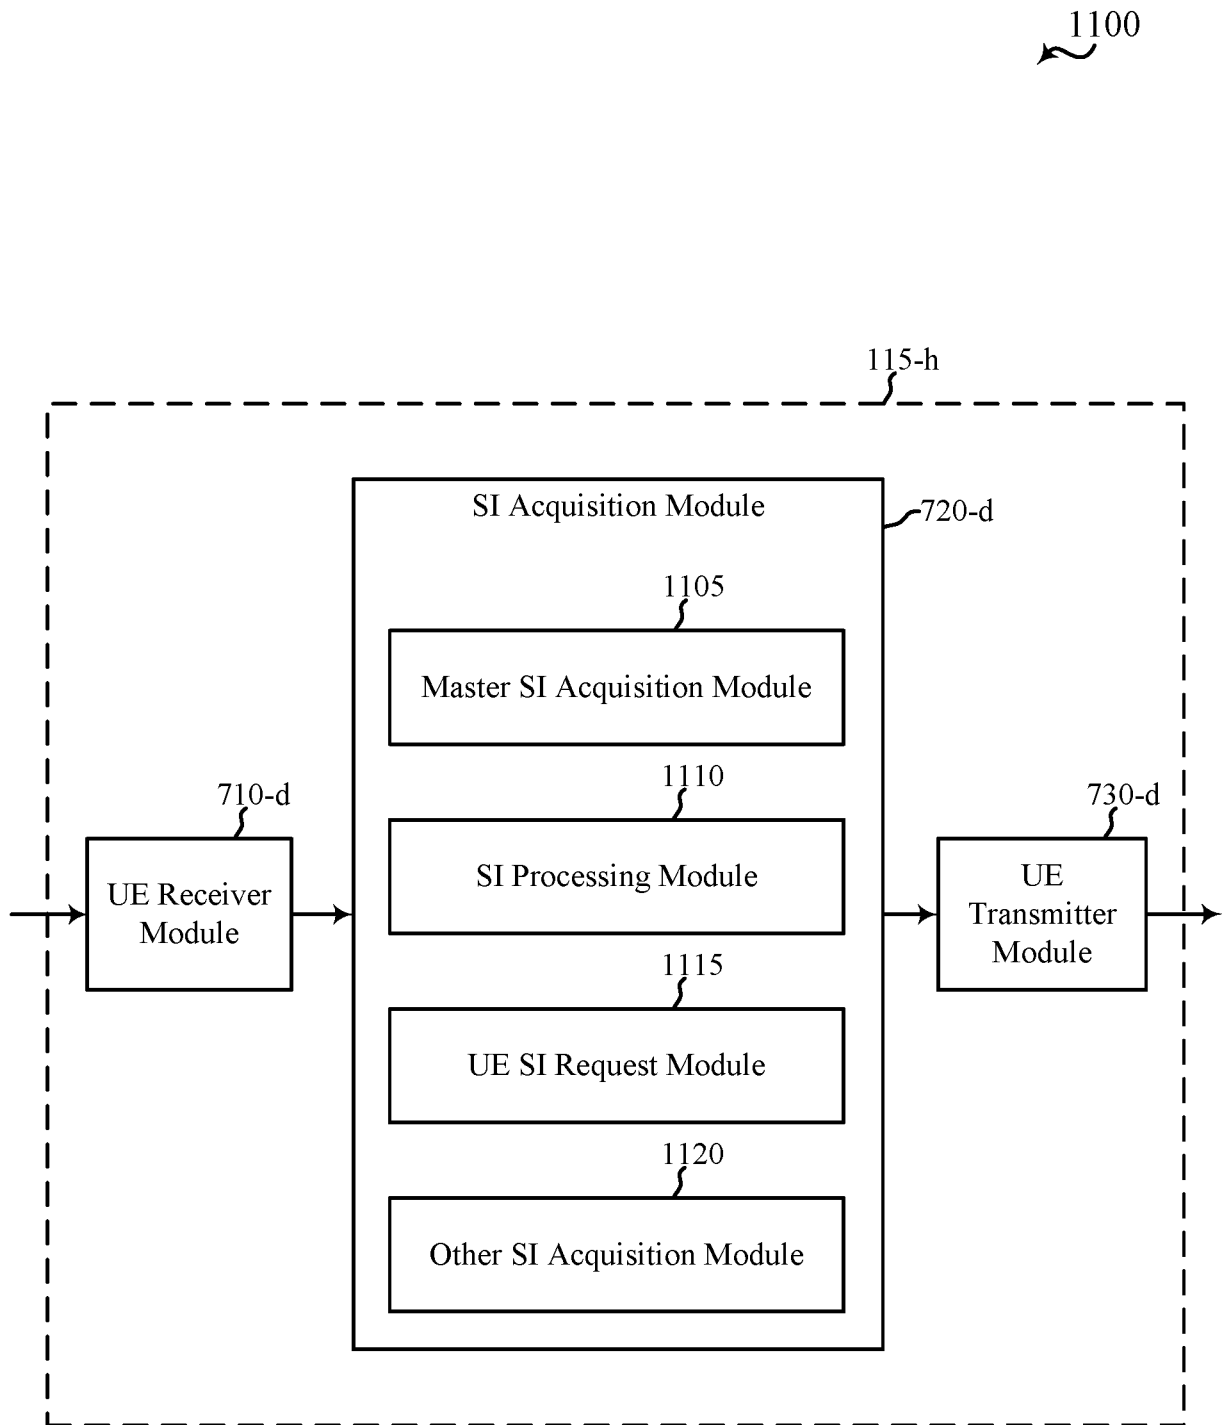 1100
115-h
SI Acquisition Module
720-d
1105
Master SI Acquisition Module
1110
SI Processing Module
710-d
UE Receiver
Module
730-d
UE
Transmitter
Module
1115
UE SI Request Module
1120
Other SI Acquisition Module